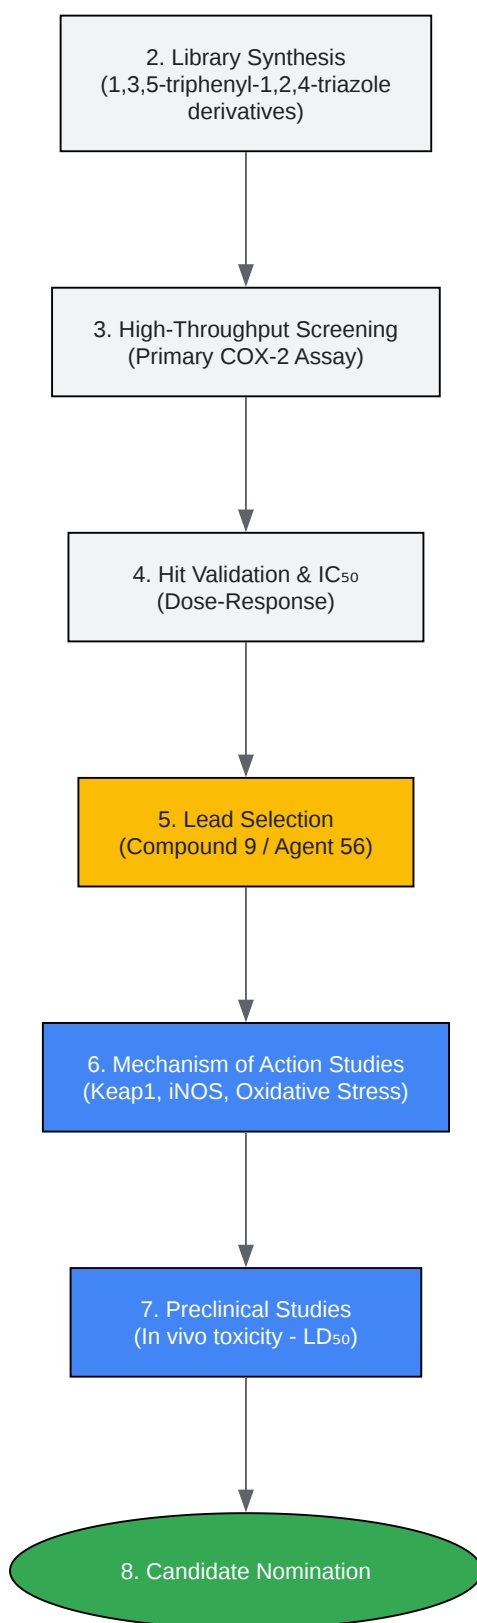 2. Library Synthesis
(1,3,5-triphenyl-1,2,4-triazole
derivatives)
3. High-Throughput Screening
(Primary COX-2 Assay)
4. Hit Validation & IC₅₀
(Dose-Response)
5. Lead Selection
(Compound 9 / Agent 56)
6. Mechanism of Action Studies
(Keap1, iNOS, Oxidative Stress)
7. Preclinical Studies
(In vivo toxicity - LD₅₀)
8. Candidate Nomination